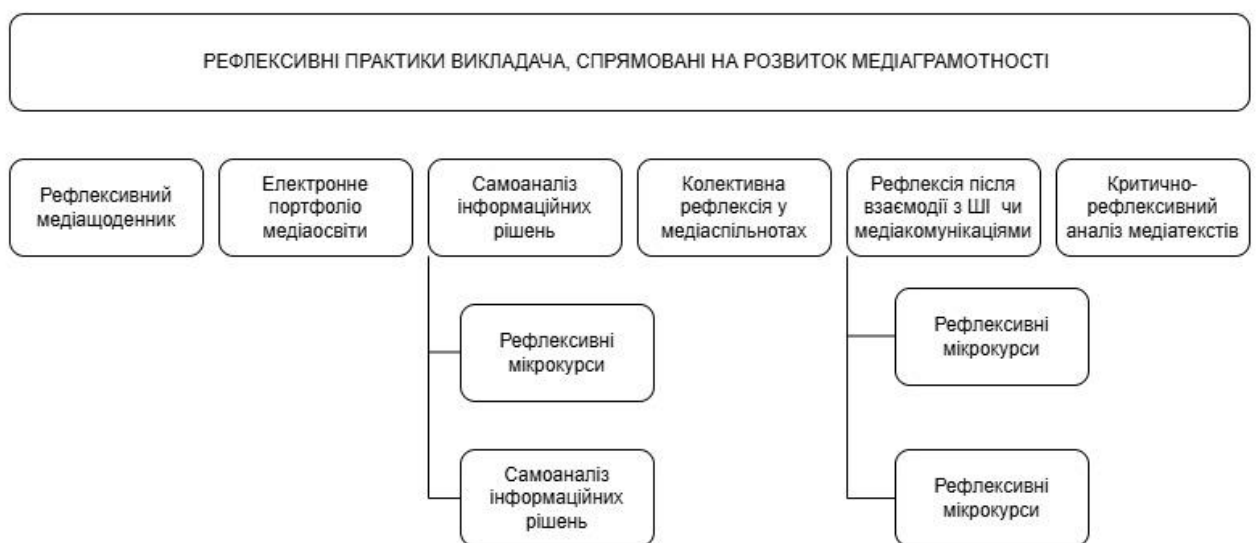 РЕФЛЕКСИВНІ ПРАКТИКИ ВИКЛАДАЧА, СПРЯМОВАНІ НА РОЗВИТОК МЕДІАГРАМОТНОСТІ
Рефлексивний
медіащоденник
Електронне
портфоліо
медіаосвіти
Самоаналіз
інформаційних
рішень
Колективна
рефлексія у
медіаспільнотах
Рефлексія після
взаємодії з ШІ чи
медіакомунікаціями
Критично-
рефлексивний
аналіз медіатекстів
Рефлексивні
мікрокурси
Рефлексивні
мікрокурси
Самоаналіз
інформаційних
рішень
Рефлексивні
мікрокурси